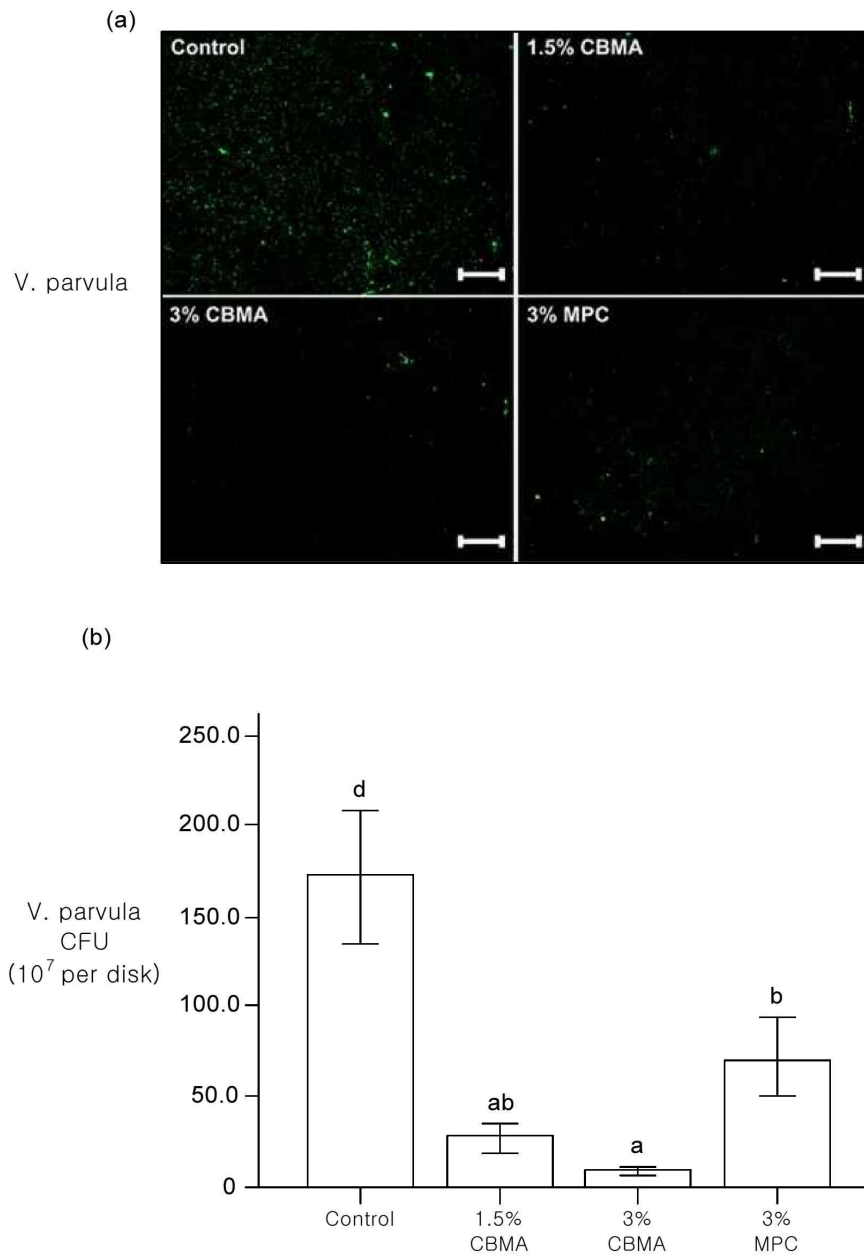 (a)
Control
1.5% CBMA
V. parvula
3% CBMA
3% MPC
(b)
250.0
200.0
150.0
100.0
50.0
0
V. parvula
CFU
(10⁷ per disk)
d
ab
a
b
Control
1.5%
CBMA
3%
CBMA
3%
MPC